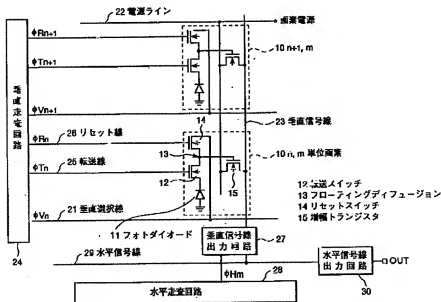 22 電源ライン
画素電源
φRn+1
10 n+1, m
φTn+1
垂直走査回路
φVn+1
14
23 垂直信号線
26 リセット線
φRn
13
10 n, m 単位画素
25 転送線
φTn
12
15
12 転送スイッチ
13 フローティングディフュージョン
14 リセットスイッチ
15 増幅トランジスタ
21 垂直選択線
φVn
11 フォトダイオード
24
垂直信号線
出力回路
27
29 水平信号線
水平信号線
出力回路
OUT
φHm
28
30
水平走査回路